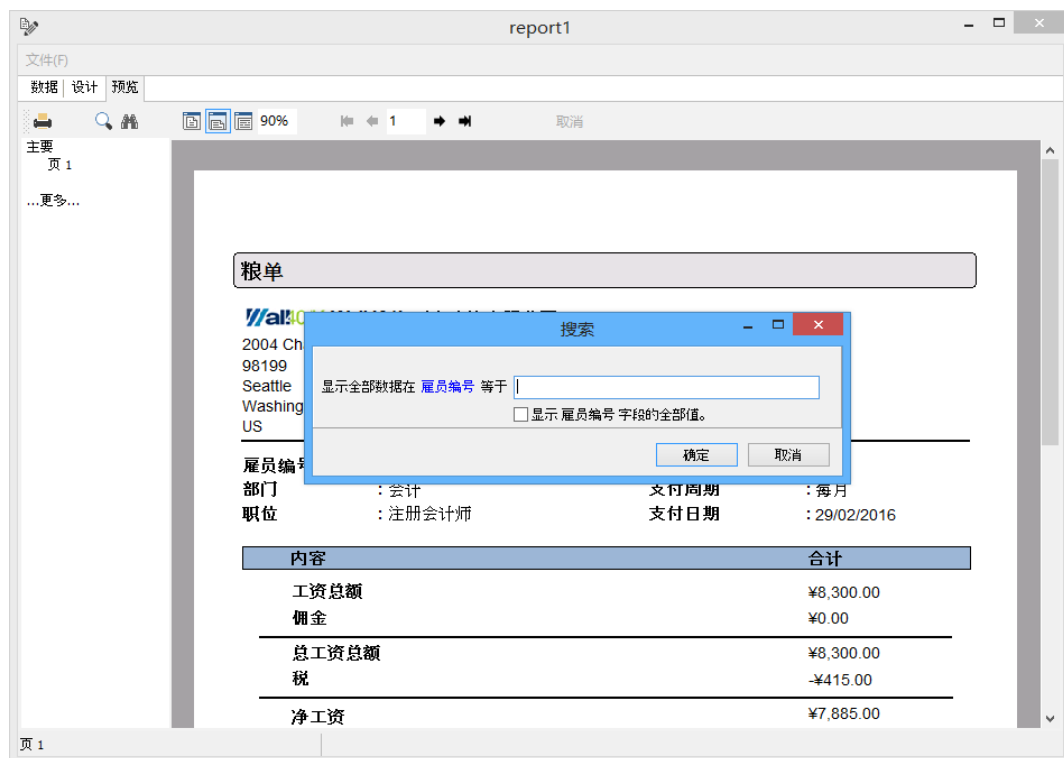 report1
文件(F)
数据 设计 预览
90% 1 取消
主要
页 1
...更多...
粮单
2004 Ch
98199
Seattle
Washing
US
搜索
显示全部数据在 雇员编号 等于
显示 雇员编号 字段的全部值。
确定 取消
雇员编号
部门 : 会计 支付周期 : 每月
职位 : 注册会计师 支付日期 : 29/02/2016
内容 合计
工资总额 ¥8,300.00
佣金 ¥0.00
总工资总额 ¥8,300.00
税 -¥415.00
净工资 ¥7,885.00
页 1